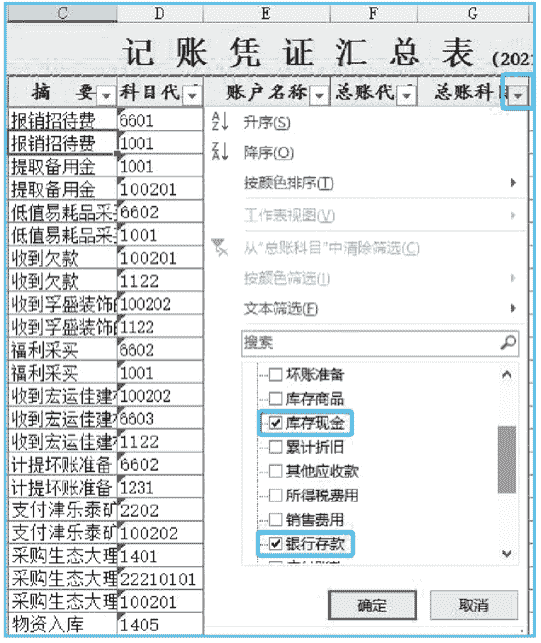 C D E F G
记账凭证汇总表 (2021
摘 要 科目代 账户名称 总账代 总账科目
报销招待费 6601
报销招待费 1001
提取备用金 1001
提取备用金 100201
低值易耗品采 6602
低值易耗品采 1001
收到欠款 100201
收到欠款 1122
收到孚盛装饰 100202
收到孚盛装饰 1122
福利采买 6602
福利采买 1001
收到宏运佳建 100202
收到宏运佳建 6603
收到宏运佳建 1122
计提坏账准备 6602
计提坏账准备 1231
支付津乐泰矿 2202
支付津乐泰矿 100202
采购生态大理 1401
采购生态大理 22210101
采购生态大理 100201
物资入库 1405
升序(S)
降序(O)
按颜色排序(T)
工作表视图(V)
从"总账科目"中清除筛选(C)
按颜色筛选(I)
文本筛选(F)
搜索
坏账准备
库存商品
库存现金
累计折旧
其他应收款
所得税费用
销售费用
银行存款
确定 取消